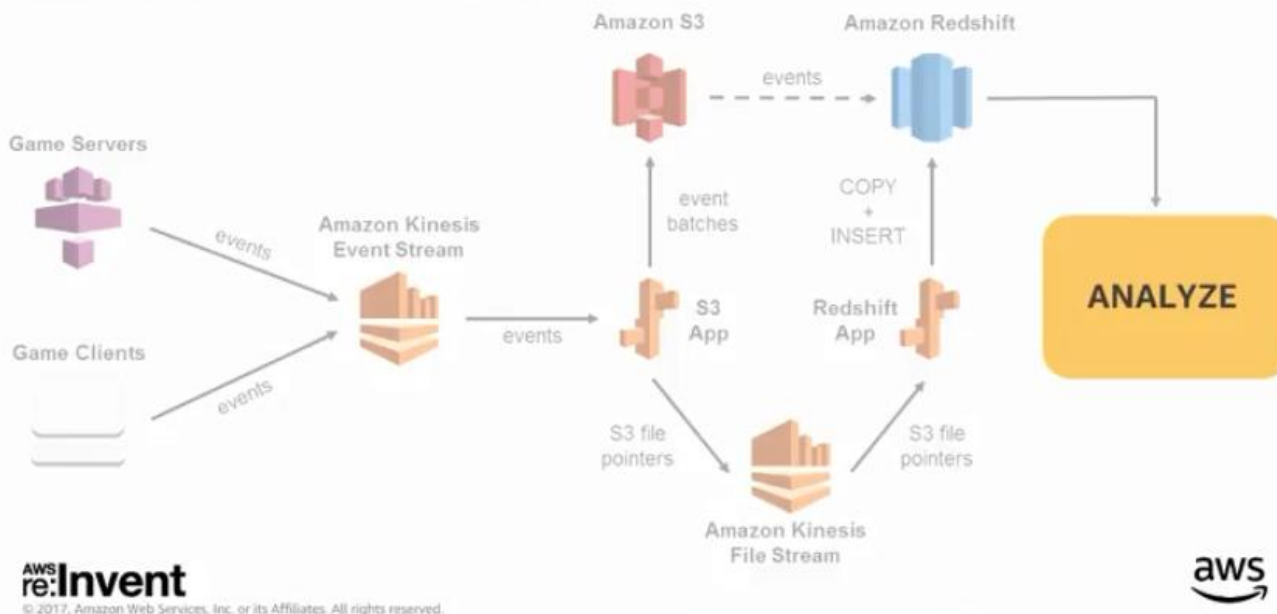 Amazon S3
Amazon Redshift
events
Game Servers
event
batches
COPY
+
INSERT
Amazon Kinesis
Event Stream
events
ANALYZE
S3
App
Redshift
App
events
Game Clients
events
S3 file
pointers
S3 file
pointers
Amazon Kinesis
File Stream
AWS
re:Invent
© 2017, Amazon Web Services, Inc. or its Affiliates. All rights reserved.
aws